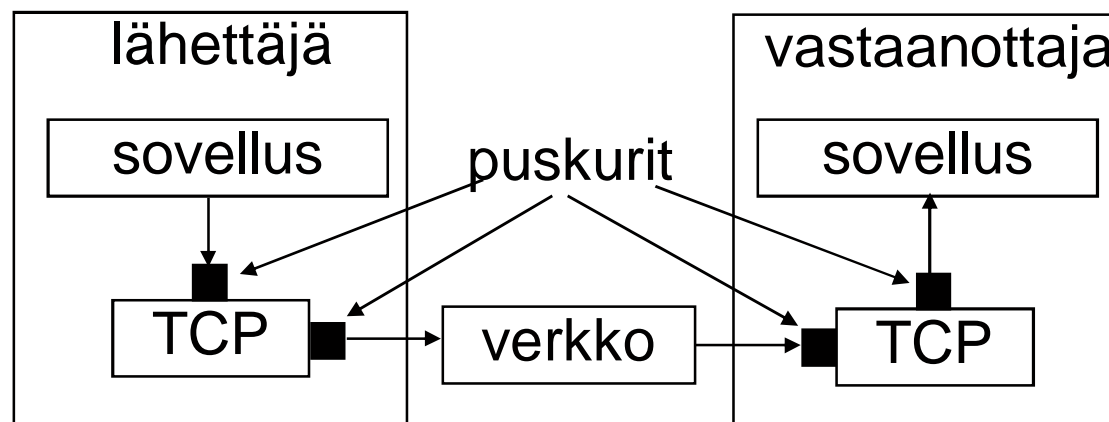 lähettäjä
vastaanottaja
sovellus
puskurit
sovellus
TCP
verkko
TCP